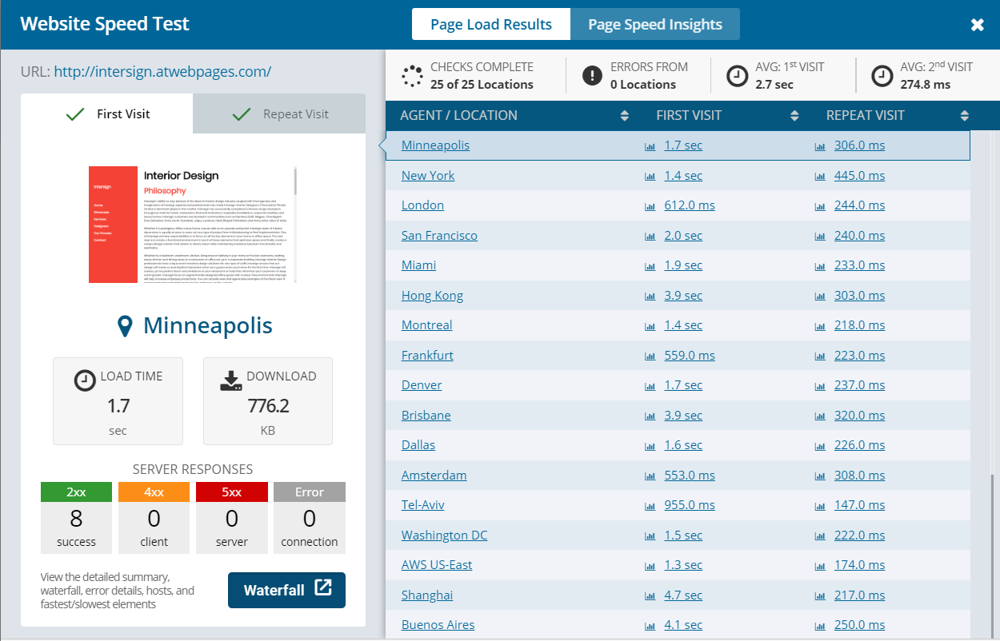 Website Speed Test
Page Load Results
Page Speed Insights
URL: http://intersign.atwebpages.com/
First Visit
Repeat Visit
Intersign
Home
Showcase
Services
Designers
Our Process
Contact
Interior Design
Philosophy
Minneapolis
LOAD TIME
1.7
sec
DOWNLOAD
776.2
KB
SERVER RESPONSES
2xx 4xx 5xx Error
8 0 0 0
success client server connection
View the detailed summary,
waterfall, error details, hosts, and
fastest/slowest elements
Waterfall
CHECKS COMPLETE
25 of 25 Locations
ERRORS FROM
0 Locations
AVG: 1st VISIT
2.7 sec
AVG: 2nd VISIT
274.8 ms
AGENT / LOCATION FIRST VISIT REPEAT VISIT
Minneapolis 1.7 sec 306.0 ms
New York 1.4 sec 445.0 ms
London 612.0 ms 244.0 ms
San Francisco 2.0 sec 240.0 ms
Miami 1.9 sec 233.0 ms
Hong Kong 3.9 sec 303.0 ms
Montreal 1.4 sec 218.0 ms
Frankfurt 559.0 ms 223.0 ms
Denver 1.7 sec 237.0 ms
Brisbane 3.9 sec 320.0 ms
Dallas 1.6 sec 226.0 ms
Amsterdam 553.0 ms 308.0 ms
Tel-Aviv 955.0 ms 147.0 ms
Washington DC 1.5 sec 222.0 ms
AWS US-East 1.3 sec 174.0 ms
Shanghai 4.7 sec 217.0 ms
Buenos Aires 4.1 sec 250.0 ms